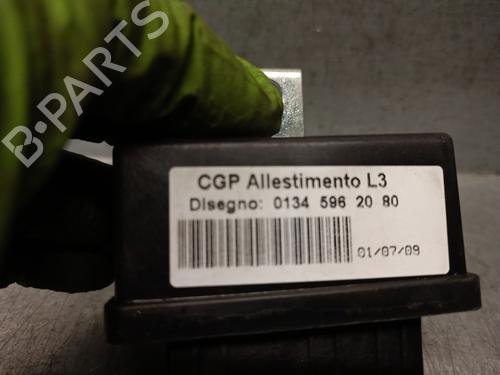 B-PARTS
CGP Allestimento L3
Disegno: 0134 596 20 80
01/07/09